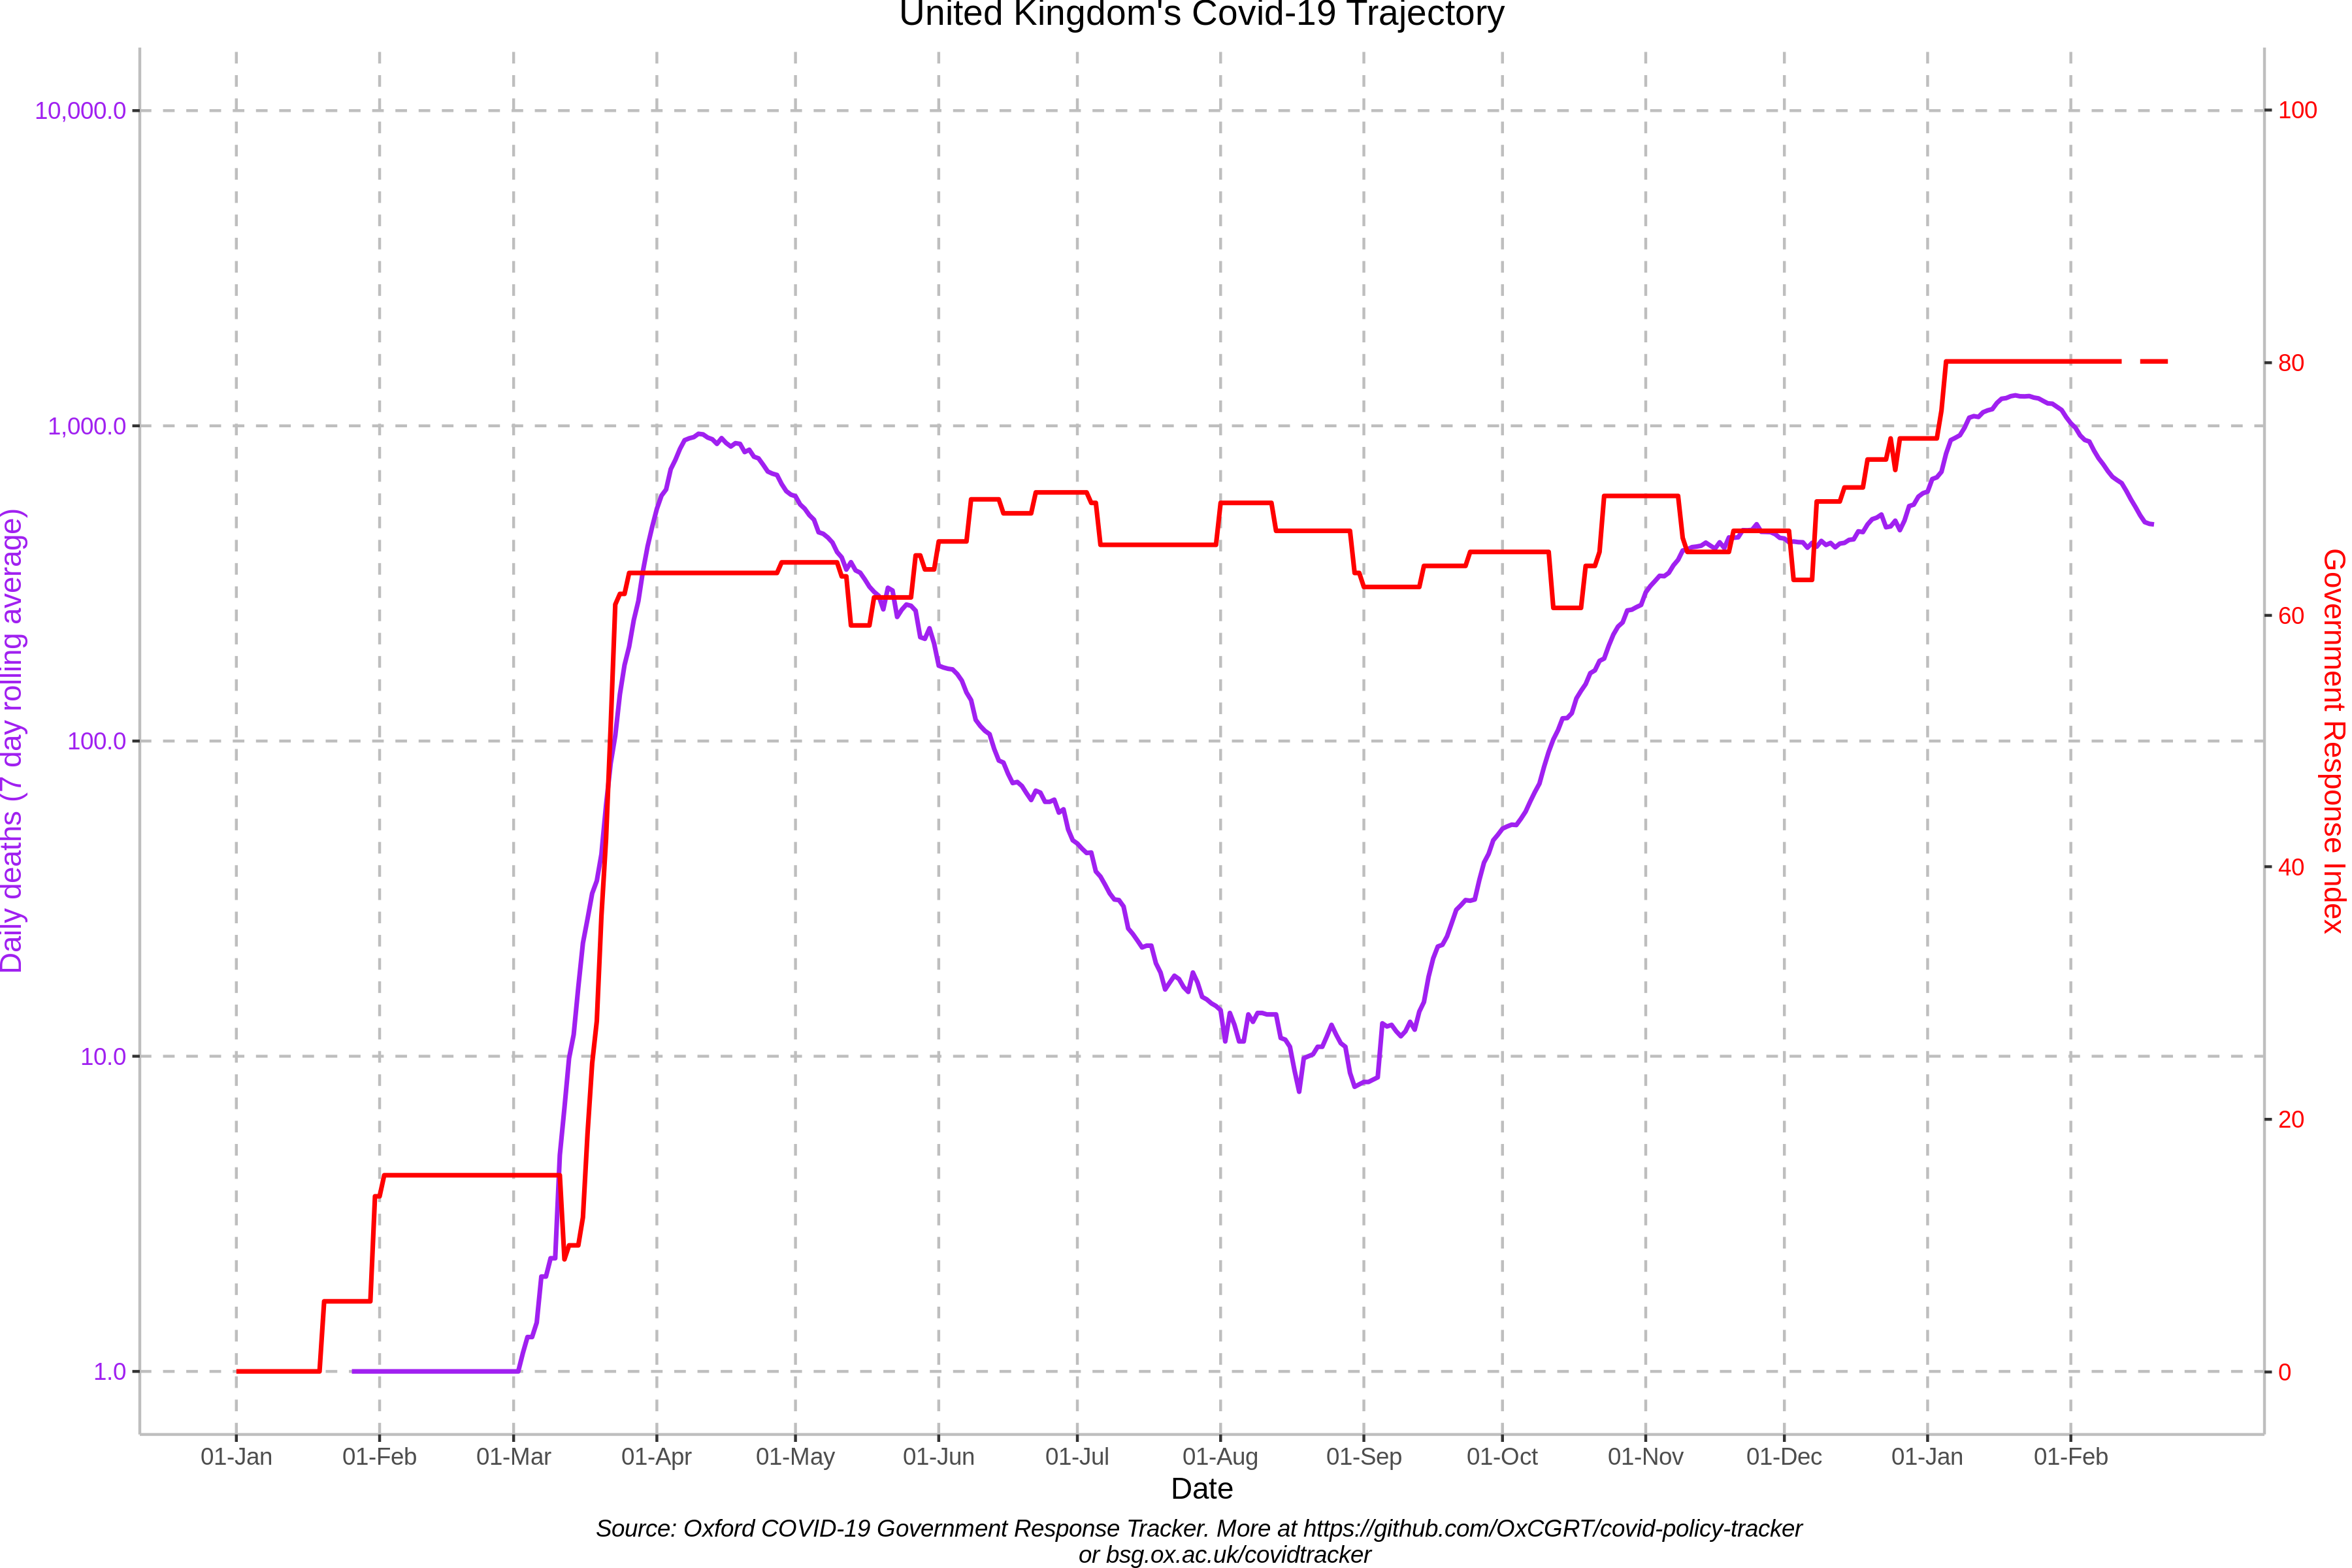 United Kingdom's Covid-19 Trajectory
10,000.0
1,000.0
100.0
10.0
1.0
Daily deaths (7 day rolling average)
100
80
60
40
20
0
Government Response Index
01-Jan 01-Feb 01-Mar 01-Apr 01-May 01-Jun 01-Jul 01-Aug 01-Sep 01-Oct 01-Nov 01-Dec 01-Jan 01-Feb
Date
Source: Oxford COVID-19 Government Response Tracker. More at https://github.com/OxCGRT/covid-policy-tracker
or bsg.ox.ac.uk/covidtracker